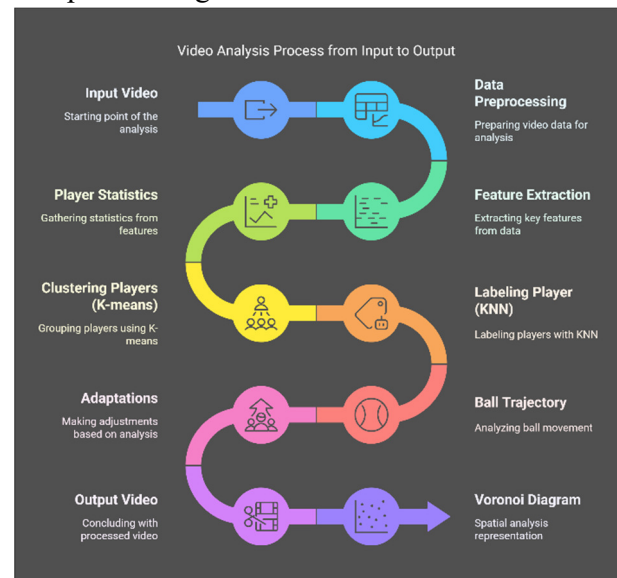 Video Analysis Process from Input to Output
Input Video
Starting point of the
analysis
Data
Preprocessing
Preparing video data for
analysis
Player Statistics
Gathering statistics from
features
Feature Extraction
Extracting key features
from data
Clustering Players
(K-means)
Grouping players using K-
means
Labeling Player
(KNN)
Labeling players with KNN
Adaptations
Making adjustments
based on analysis
Ball Trajectory
Analyzing ball movement
Output Video
Concluding with
processed video
Voronoi Diagram
Spatial analysis
representation